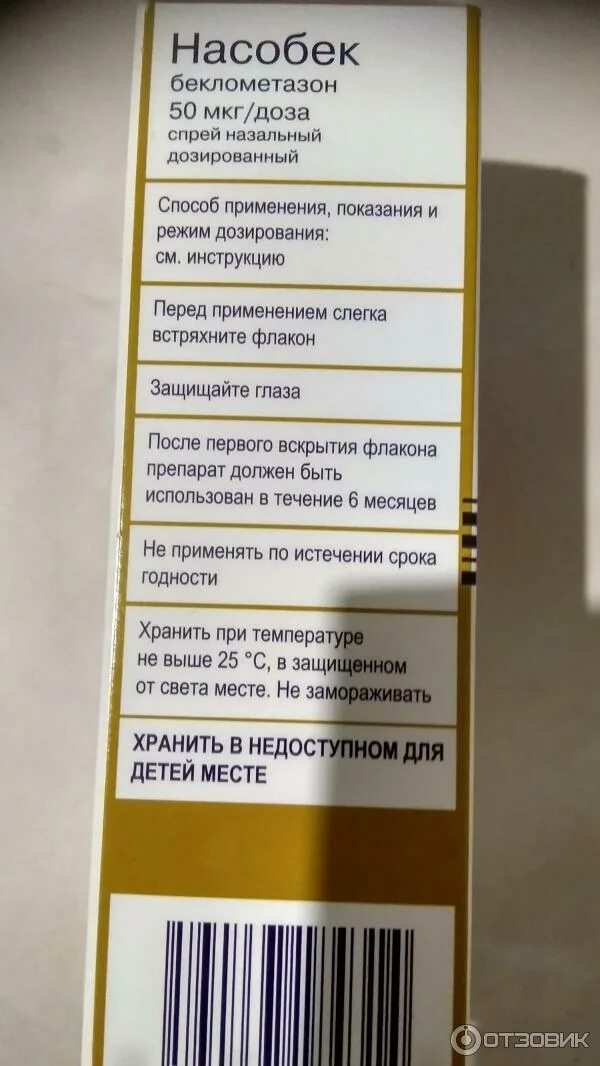 Насобек
беклометазон
50 мкг/доза
спрей назальный
дозированный
Способ применения, показания и
режим дозирования:
см. инструкцию
Перед применением слегка
встряхните флакон
Защищайте глаза
После первого вскрытия флакона
препарат должен быть
использован в течение 6 месяцев
Не применять по истечении срока
годности
Хранить при температуре
не выше 25 °С, в защищенном
от света месте. Не замораживать
ХРАНИТЬ В НЕДОСТУПНОМ ДЛЯ
ДЕТЕЙ МЕСТЕ
ОТЗОВИК